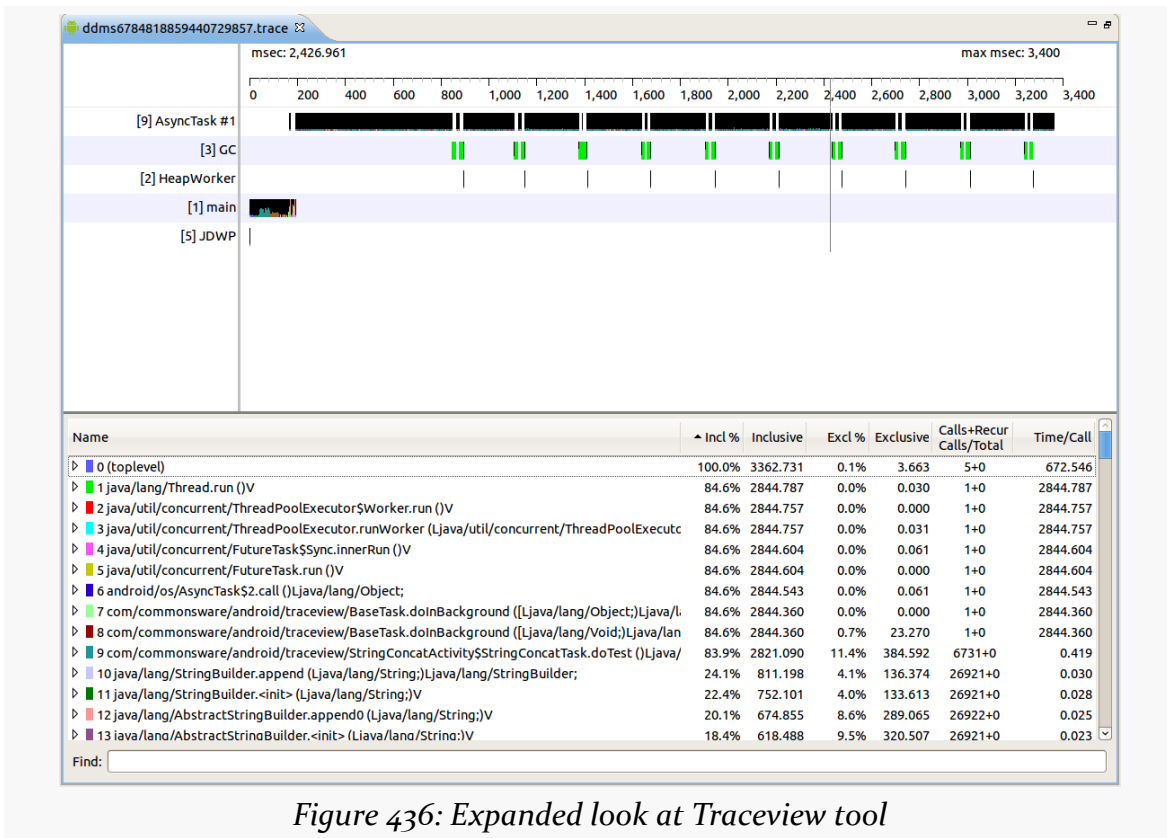 ddms6784818859440729857.trace
msec: 2,426.961 max msec: 3,400
0 200 400 600 800 1,000 1,200 1,400 1,600 1,800 2,000 2,200 2,400 2,600 2,800 3,000 3,200 3,400
[9] AsyncTask #1
[3] GC
[2] HeapWorker
[1] main
[5] JDWP
Name Incl % Inclusive Excl % Exclusive Calls+Recur Calls/Total Time/Call
0 (toplevel) 100.0% 3362.731 0.1% 3.663 5+0 672.546
1 java/lang/Thread.run ()V 84.6% 2844.787 0.0% 0.030 1+0 2844.787
2 java/util/concurrent/ThreadPoolExecutor$Worker.run ()V 84.6% 2844.757 0.0% 0.000 1+0 2844.757
3 java/util/concurrent/ThreadPoolExecutor.runWorker (Ljava/util/concurrent/ThreadPoolExecutc 84.6% 2844.757 0.0% 0.031 1+0 2844.757
4 java/util/concurrent/FutureTask$Sync.innerRun ()V 84.6% 2844.604 0.0% 0.061 1+0 2844.604
5 java/util/concurrent/FutureTask.run ()V 84.6% 2844.604 0.0% 0.000 1+0 2844.604
6 android/os/AsyncTask$2.call ()Ljava/lang/Object; 84.6% 2844.543 0.0% 0.061 1+0 2844.543
7 com/commonsware/android/traceview/BaseTask.doInBackground ([Ljava/lang/Object;)Ljava/l 84.6% 2844.360 0.0% 0.000 1+0 2844.360
8 com/commonsware/android/traceview/BaseTask.doInBackground ([Ljava/lang/Void;)Ljava/lan 84.6% 2844.360 0.7% 23.270 1+0 2844.360
9 com/commonsware/android/traceview/StringConcatActivity$StringConcatTask.doTest ()Ljava/ 83.9% 2821.090 11.4% 384.592 6731+0 0.419
10 java/lang/StringBuilder.append (Ljava/lang/String;)Ljava/lang/StringBuilder; 24.1% 811.198 4.1% 136.374 26921+0 0.030
11 java/lang/StringBuilder.<init> (Ljava/lang/String;)V 22.4% 752.101 4.0% 133.613 26921+0 0.028
12 java/lang/AbstractStringBuilder.append0 (Ljava/lang/String;)V 20.1% 674.855 8.6% 289.065 26922+0 0.025
13 java/lang/AbstractStringBuilder.<init> (Ljava/lang/String;)V 18.4% 618.488 9.5% 320.507 26921+0 0.023
Find:
Figure 436: Expanded look at Traceview tool